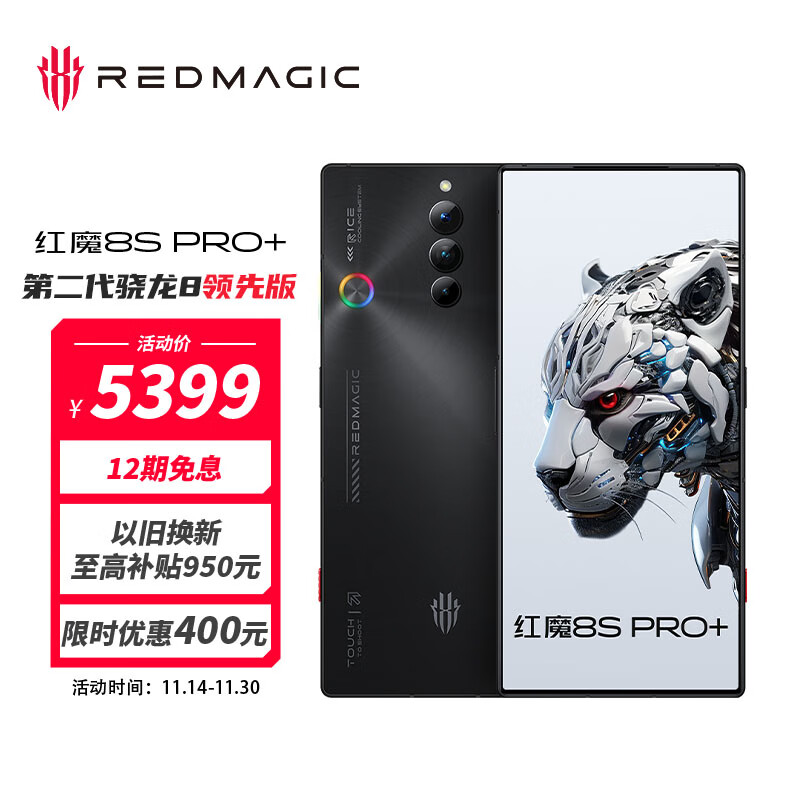 REDMAGIC
红魔8S PRO+
第二代骁龙8领先版
活动价
¥5399
12期免息
以旧换新
至高补贴950元
限时优惠400元
活动时间：11.14-11.30
RICE
COOLING SYSTEM
REDMAGIC
TOUCH
TO SHOOT
红魔8S PRO+